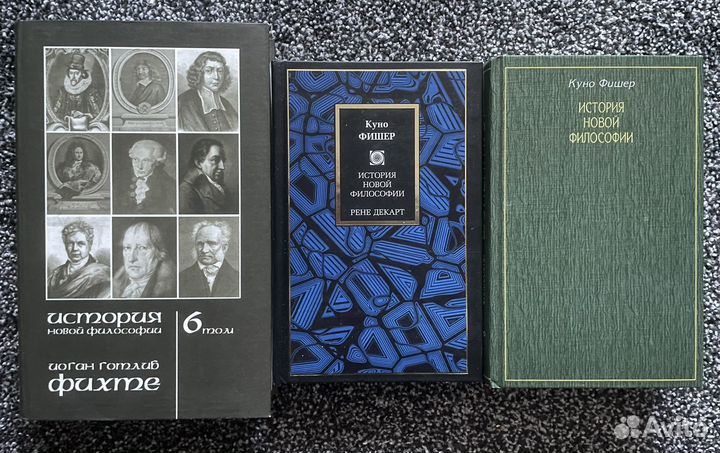 ИСТОРИЯ
НОВОЙ ФИЛОСОФИИ
6 ТОМ
ИОГАН ГОТЛИБ
ФИХТЕ
Куно
ФИШЕР
ИСТОРИЯ
НОВОЙ
ФИЛОСОФИИ
РЕНЕ ДЕКАРТ
Куно Фишер
ИСТОРИЯ
НОВОЙ
ФИЛОСОФИИ
Avito